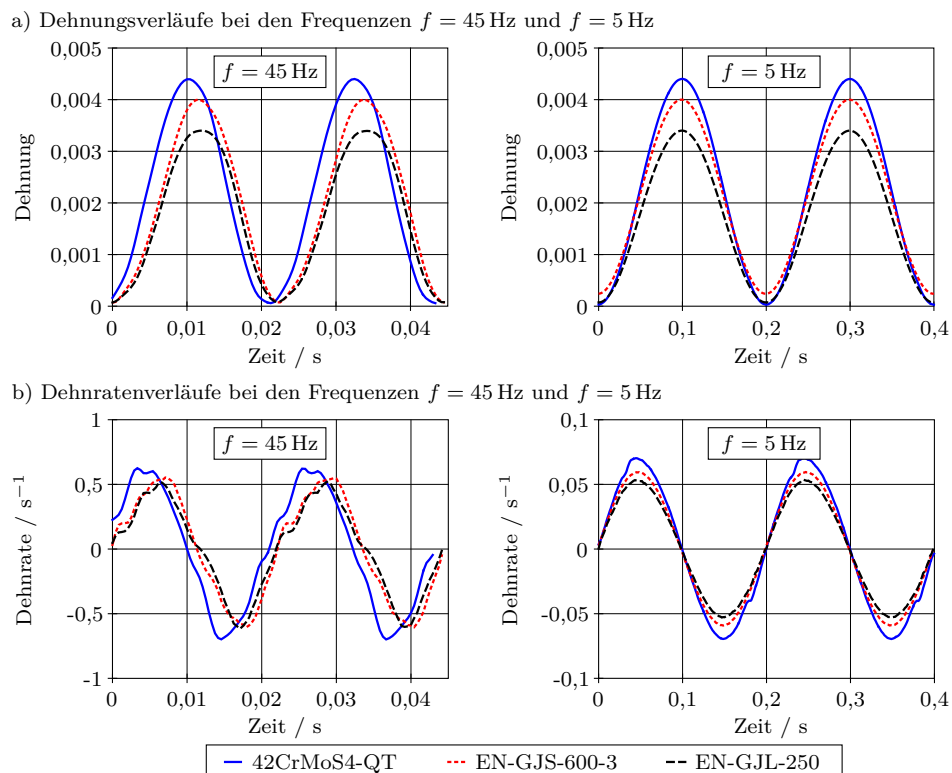 a) Dehnungsverläufe bei den Frequenzen f = 45 Hz und f = 5 Hz
0,005
0,004
0,003
0,002
0,001
0
Dehnung
f = 45 Hz
0
0,01
0,02
0,03
0,04
Zeit / s
0,005
0,004
0,003
0,002
0,001
0
Dehnung
f = 5 Hz
0
0,1
0,2
0,3
0,4
Zeit / s
b) Dehnratenverläufe bei den Frequenzen f = 45 Hz und f = 5 Hz
1
0,5
0
-0,5
-1
Dehnrate / s⁻¹
f = 45 Hz
0
0,01
0,02
0,03
0,04
Zeit / s
0,1
0,05
0
-0,05
-0,1
Dehnrate / s⁻¹
f = 5 Hz
0
0,1
0,2
0,3
0,4
Zeit / s
42CrMoS4-QT
EN-GJS-600-3
EN-GJL-250